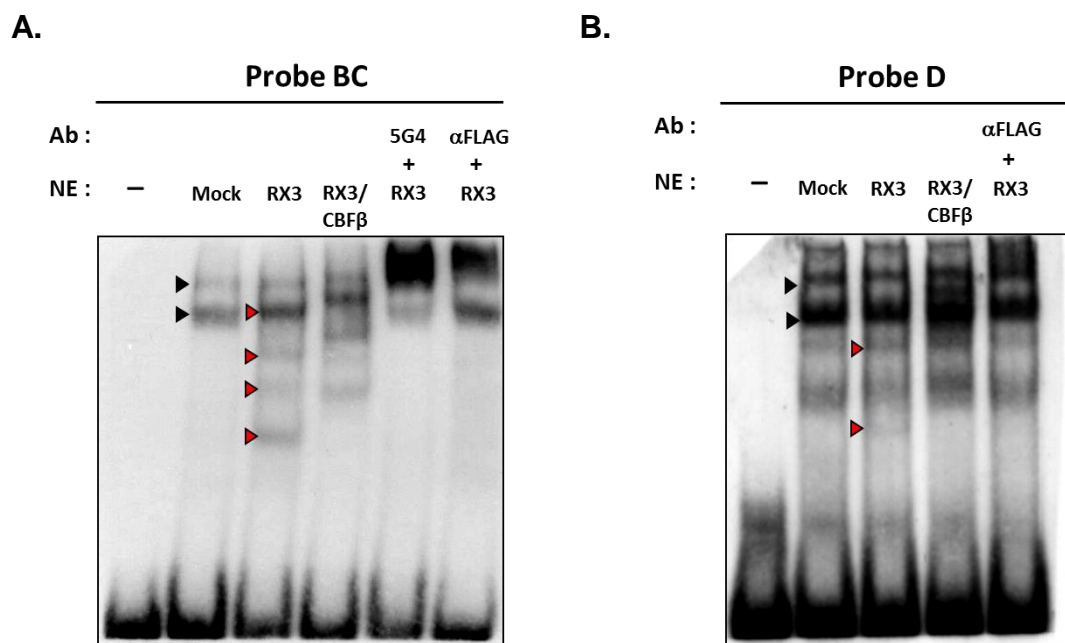 A.
Probe BC
Ab :
5G4 αFLAG
+ +
NE : – Mock RX3 RX3/ RX3 RX3
CBFβ
B.
Probe D
Ab :
αFLAG
+
NE : – Mock RX3 RX3/ RX3
CBFβ